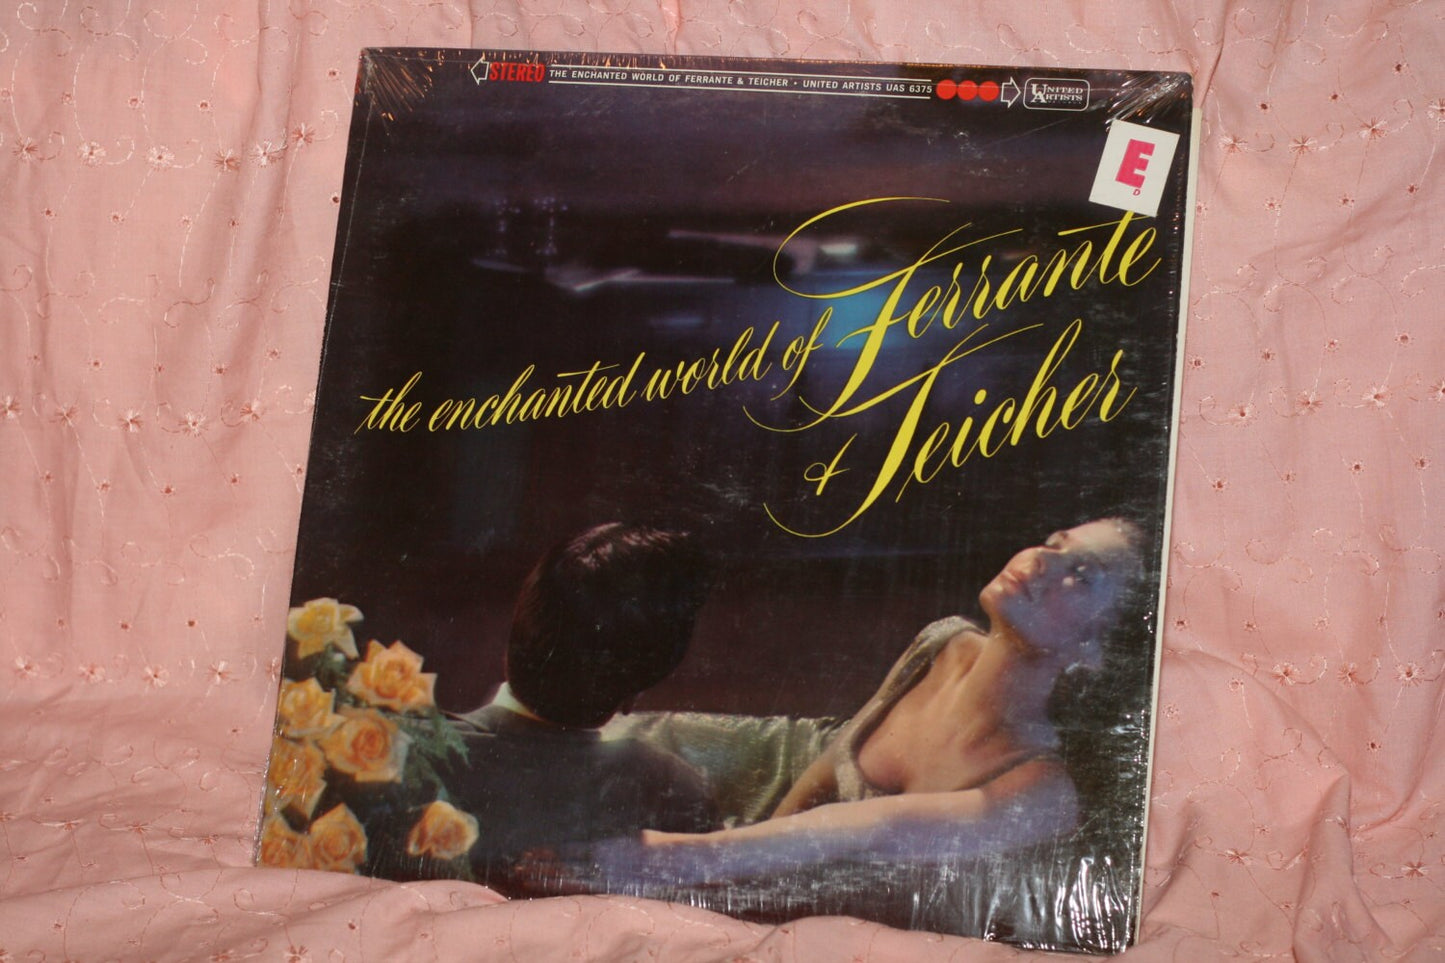 STEREO THE ENCHANTED WORLD OF FERRANTE & TEICHER • UNITED ARTISTS UAS 6375
UNITED
ARTISTS
E
D
the enchanted world of Ferrante
& Teicher